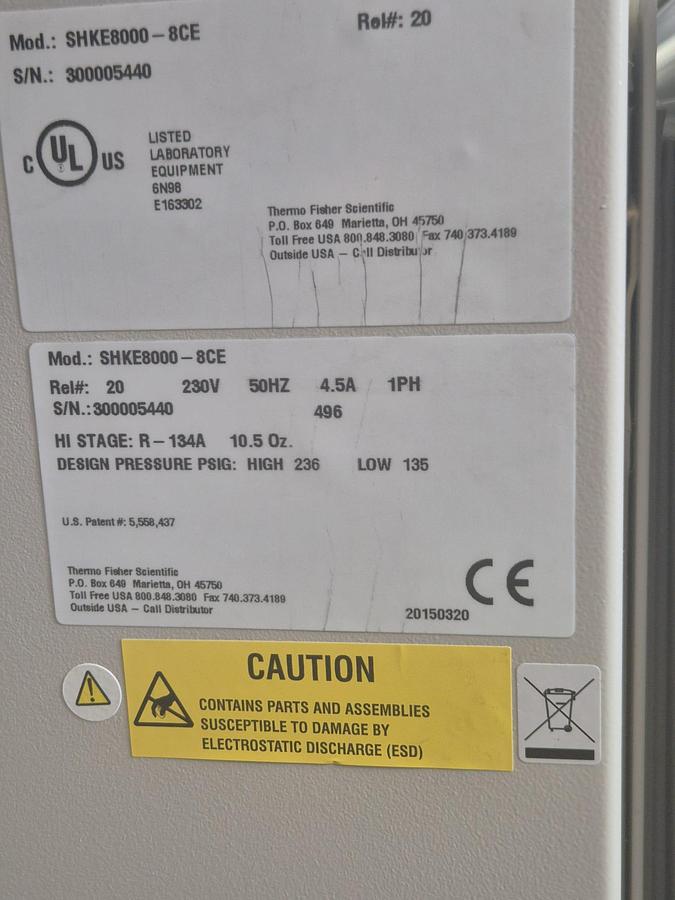 Mod.: SHKE8000-8CE
Rel#: 20
S/N.: 300005440
C UL US
LISTED
LABORATORY
EQUIPMENT
6N98
E163302
Thermo Fisher Scientific
P.O. Box 649 Marietta, OH 45750
Toll Free USA 800.848.3080 Fax 740.373.4189
Outside USA – Call Distributor
Mod.: SHKE8000-8CE
Rel#: 20 230V 50HZ 4.5A 1PH
S/N.:300005440 496
HI STAGE: R-134A 10.5 Oz.
DESIGN PRESSURE PSIG: HIGH 236 LOW 135
U.S. Patent #: 5,558,437
Thermo Fisher Scientific
P.O. Box 649 Marietta, OH 45750
Toll Free USA 800.848.3080 Fax 740.373.4189
Outside USA – Call Distributor
CE
20150320
CAUTION
CONTAINS PARTS AND ASSEMBLIES
SUSCEPTIBLE TO DAMAGE BY
ELECTROSTATIC DISCHARGE (ESD)